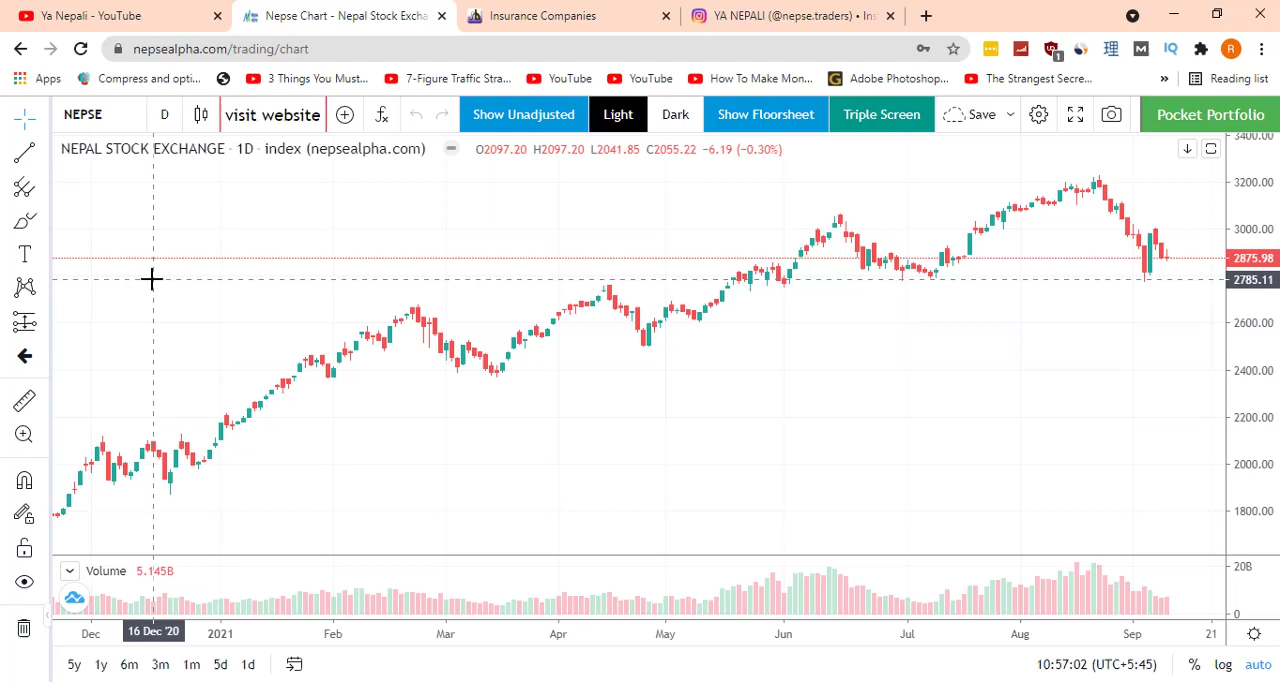 Ya Nepali - YouTube
Nepse Chart - Nepal Stock Excha
Insurance Companies
YA NEPALI (@nepse.traders) • Ins
nepsealpha.com/trading/chart
1
理
M
IQ
R
Apps
Compress and opti...
3 Things You Must...
7-Figure Traffic Stra...
YouTube
YouTube
How To Make Mon...
Adobe Photoshop...
The Strangest Secre...
»
Reading list
NEPSE
D
visit website
Show Unadjusted
Light
Dark
Show Floorsheet
Triple Screen
Save
Pocket Portfolio
NEPAL STOCK EXCHANGE · 1D · index (nepsealpha.com)
O2097.20 H2097.20 L2041.85 C2055.22 −6.19 (−0.30%)
3400.00
3200.00
3000.00
2875.98
2785.11
2600.00
2400.00
2200.00
2000.00
1800.00
Volume 5.145B
20B
0
Dec
16 Dec '20
2021
Feb
Mar
Apr
May
Jun
Jul
Aug
Sep
21
5y
1y
6m
3m
1m
5d
1d
10:57:02 (UTC+5:45)
%
log
auto